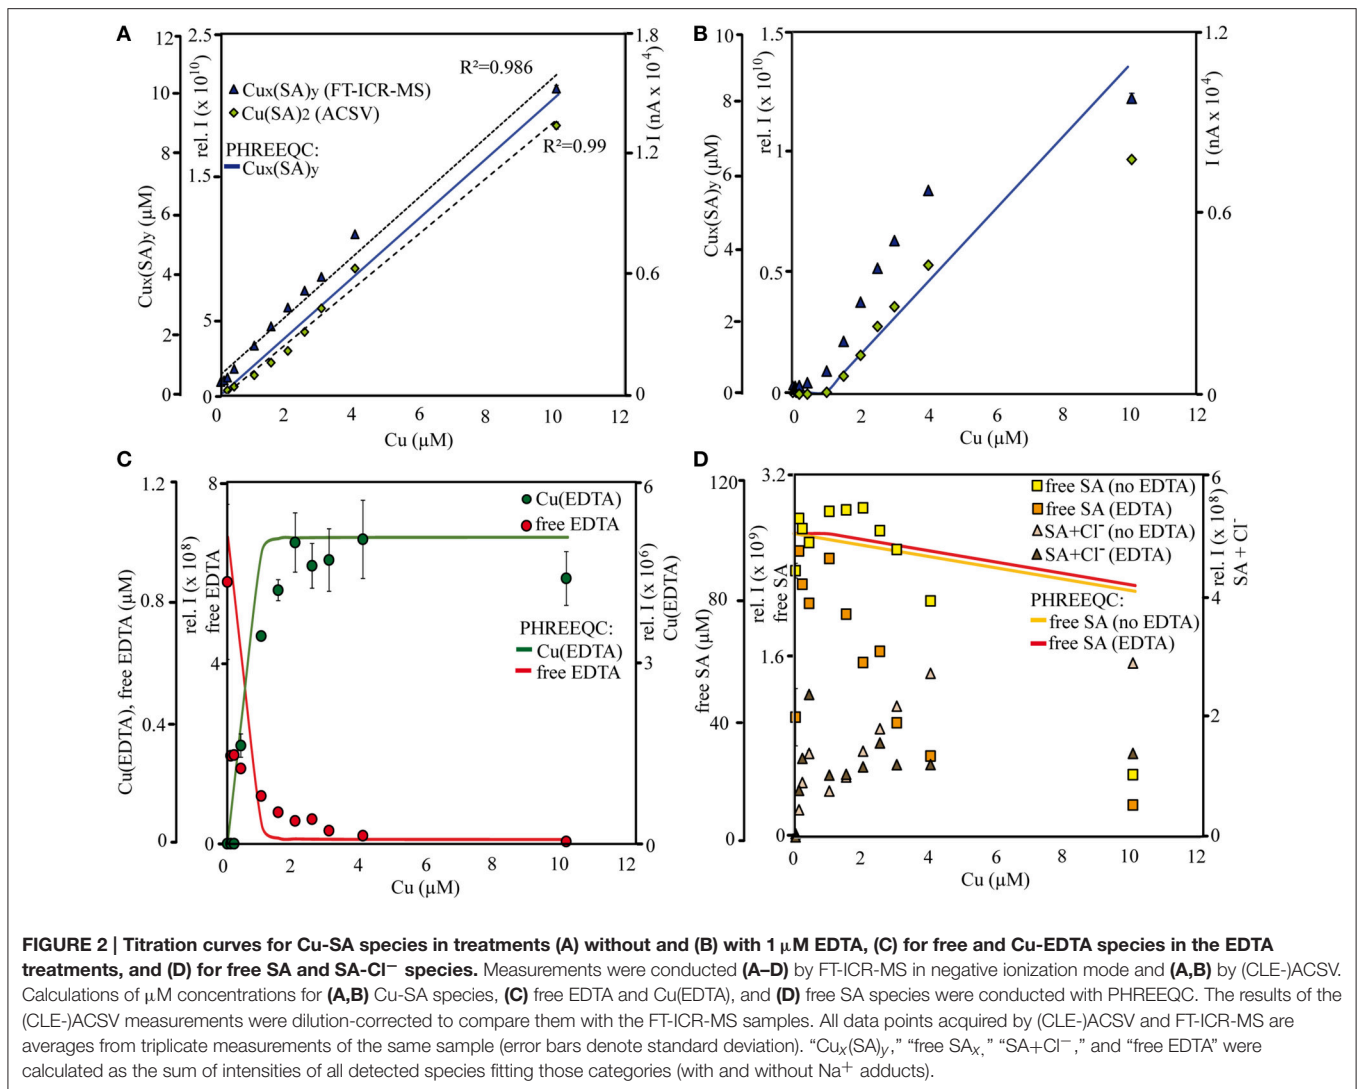 A
12
10
8
6
4
2
0
Cux(SA)y (µM)
2.5
1.5
5
0
rel. I (x 10¹⁰)
Cux(SA)y (FT-ICR-MS)
Cu(SA)2 (ACSV)
PHREEQC:
Cux(SA)y
R²=0.986
R²=0.99
1.8
1.2
0.6
0
I (nA x 10⁴)
0 2 4 6 8 10 12
Cu (µM)
B
10
8
6
4
2
0
Cux(SA)y (µM)
1.5
1
0.5
0
rel. I (x 10¹⁰)
1.2
0.6
0
I (nA x 10⁴)
0 2 4 6 8 10 12
Cu (µM)
C
1.2
0.8
0.4
0
Cu(EDTA), free EDTA (µM)
8
4
0
rel. I (x 10⁸)
free EDTA
Cu(EDTA)
free EDTA
PHREEQC:
Cu(EDTA)
free EDTA
6
3
0
rel. I (x 10⁶)
Cu(EDTA)
0 2 4 6 8 10 12
Cu (µM)
D
120
80
40
0
free SA (µM)
3.2
1.6
0
rel. I (x 10⁹)
free SA
free SA (no EDTA)
free SA (EDTA)
SA+Cl⁻ (no EDTA)
SA+Cl⁻ (EDTA)
PHREEQC:
free SA (no EDTA)
free SA (EDTA)
6
4
2
0
rel. I (x 10⁸)
SA + Cl⁻
0 2 4 6 8 10 12
Cu (µM)
FIGURE 2 | Titration curves for Cu-SA species in treatments (A) without and (B) with 1 µM EDTA, (C) for free and Cu-EDTA species in the EDTA
treatments, and (D) for free SA and SA-Cl⁻ species. Measurements were conducted (A–D) by FT-ICR-MS in negative ionization mode and (A,B) by (CLE-)ACSV.
Calculations of µM concentrations for (A,B) Cu-SA species, (C) free EDTA and Cu(EDTA), and (D) free SA species were conducted with PHREEQC. The results of the
(CLE-)ACSV measurements were dilution-corrected to compare them with the FT-ICR-MS samples. All data points acquired by (CLE-)ACSV and FT-ICR-MS are
averages from triplicate measurements of the same sample (error bars denote standard deviation). “Cuₓ(SA)y,” “free SAₓ,” “SA+Cl⁻,” and “free EDTA” were
calculated as the sum of intensities of all detected species fitting those categories (with and without Na⁺ adducts).